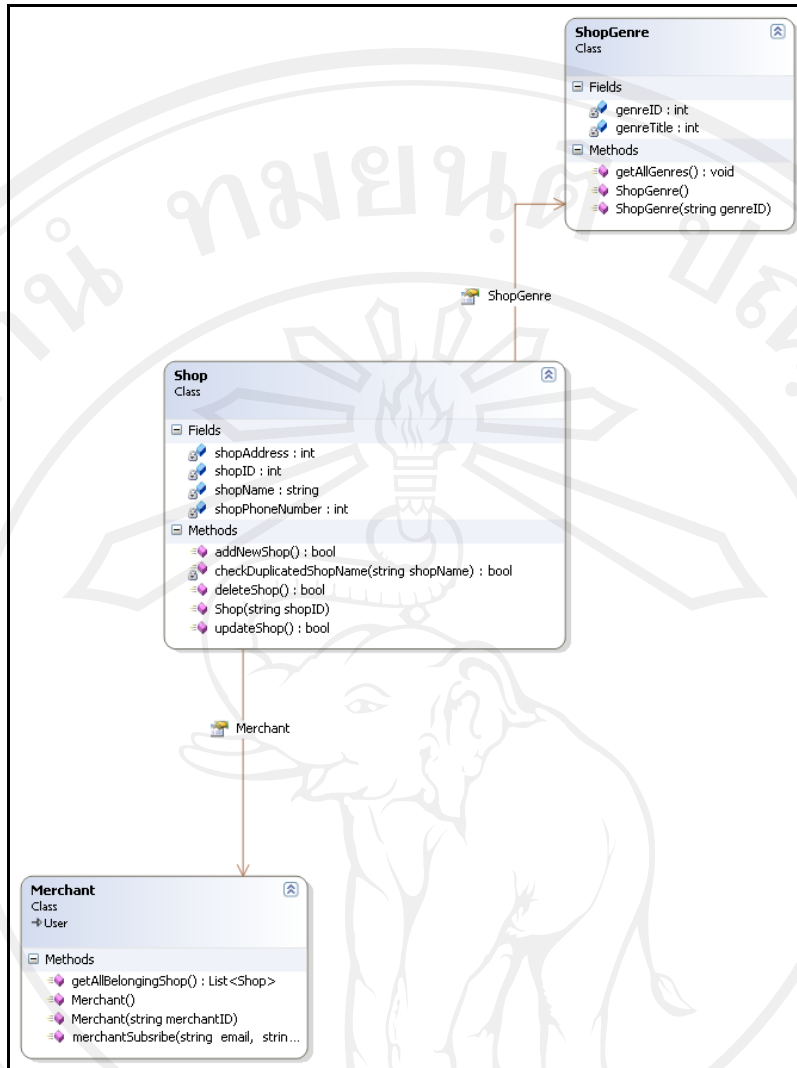 ShopGenre
Class
Fields
genreID : int
genreTitle : int
Methods
getAllGenres() : void
ShopGenre()
ShopGenre(string genreID)
ShopGenre
Shop
Class
Fields
shopAddress : int
shopID : int
shopName : string
shopPhoneNumber : int
Methods
addNewShop() : bool
checkDuplicatedShopName(string shopName) : bool
deleteShop() : bool
Shop(string shopID)
updateShop() : bool
Merchant
Merchant
Class
User
Methods
getAllBelongingShop() : List<Shop>
Merchant()
Merchant(string merchantID)
merchantSubsribe(string email, strin...